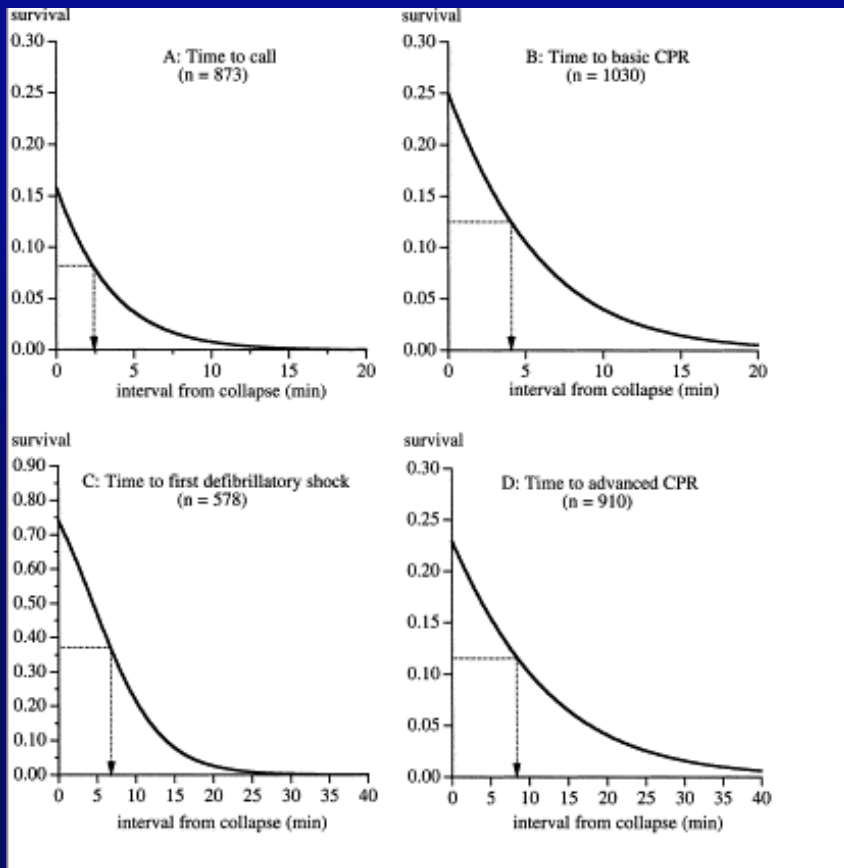 survival
0.30
0.25
0.20
0.15
0.10
0.05
0.00
A: Time to call
(n = 873)
0 5 10 15 20
interval from collapse (min)
survival
0.30
0.25
0.20
0.15
0.10
0.05
0.00
B: Time to basic CPR
(n = 1030)
0 5 10 15 20
interval from collapse (min)
survival
0.90
0.80
0.70
0.60
0.50
0.40
0.30
0.20
0.10
0.00
C: Time to first defibrillatory shock
(n = 578)
0 5 10 15 20 25 30 35 40
interval from collapse (min)
survival
0.30
0.25
0.20
0.15
0.10
0.05
0.00
D: Time to advanced CPR
(n = 910)
0 5 10 15 20 25 30 35 40
interval from collapse (min)